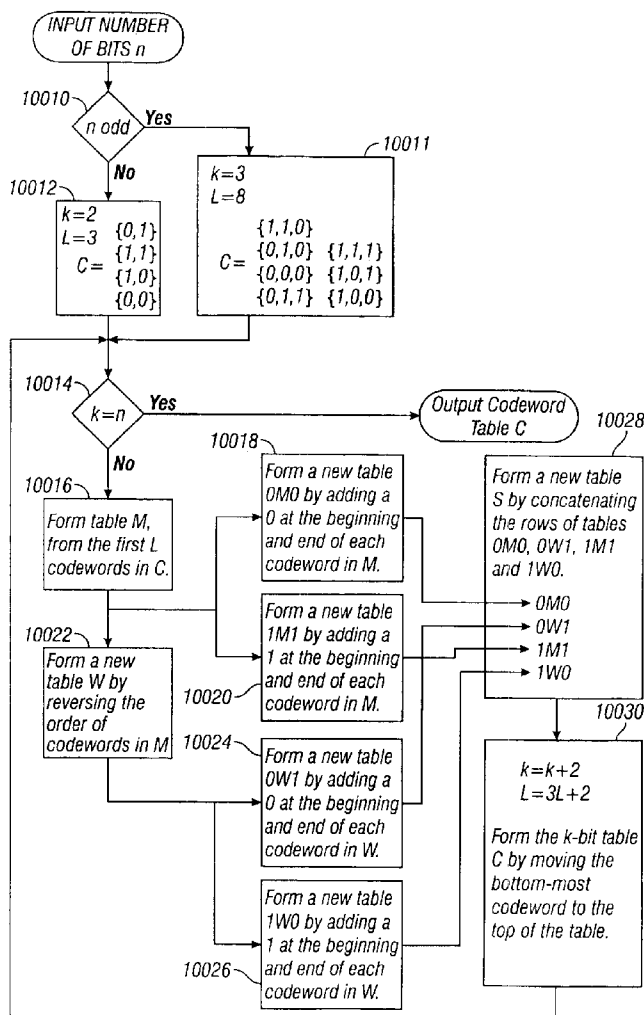 INPUT NUMBER
OF BITS n
10010
n odd
Yes
No
10011
k=3
L=8
C=
{1,1,0}
{0,1,0} {1,1,1}
{0,0,0} {1,0,1}
{0,1,1} {1,0,0}
10012
k=2
L=3
C=
{0,1}
{1,1}
{1,0}
{0,0}
10014
k=n
Yes
No
Output Codeword
Table C
10016
Form table M,
from the first L
codewords in C.
10018
Form a new table
0M0 by adding a
0 at the beginning
and end of each
codeword in M.
10020
Form a new table
1M1 by adding a
1 at the beginning
and end of each
codeword in M.
10022
Form a new
table W by
reversing the
order of
codewords in M
10024
Form a new table
0W1 by adding a
0 at the beginning
and end of each
codeword in W.
10026
Form a new table
1W0 by adding a
1 at the beginning
and end of each
codeword in W.
10028
Form a new table
S by concatenating
the rows of tables
0M0, 0W1, 1M1
and 1W0.
0M0
0W1
1M1
1W0
10030
k=k+2
L=3L+2
Form the k-bit table
C by moving the
bottom-most
codeword to the
top of the table.